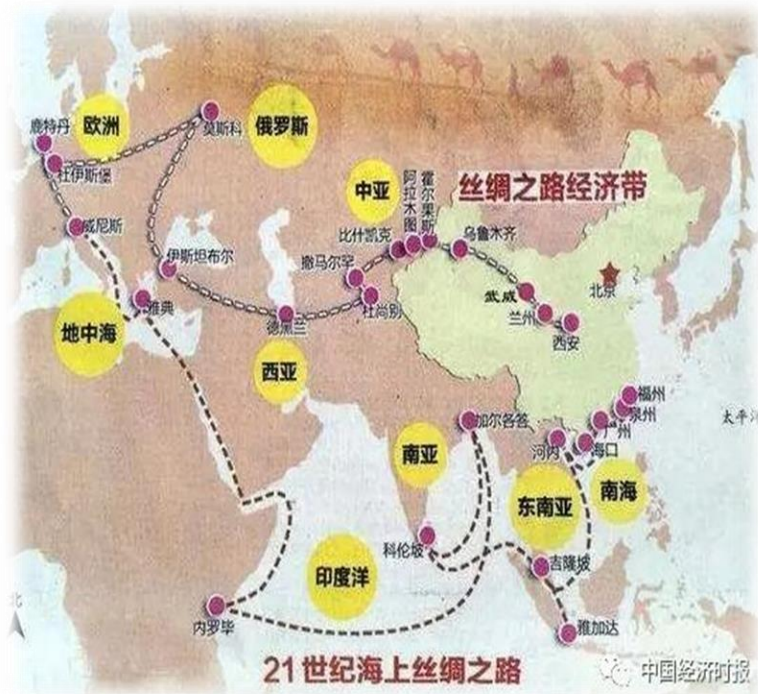 鹿特丹
欧洲
莫斯科
俄罗斯
杜伊斯堡
中亚
阿拉木图
霍尔果斯
丝绸之路经济带
威尼斯
比什凯克
乌鲁木齐
伊斯坦布尔
撒马尔罕
北京
雅典
杜尚别
武威
地中海
德黑兰
兰州
西安
西亚
福州
泉州
加尔各答
广州
太平洋
河内
海口
南亚
东南亚
南海
科伦坡
吉隆坡
印度洋
北
内罗毕
雅加达
21世纪海上丝绸之路
中国经济时报